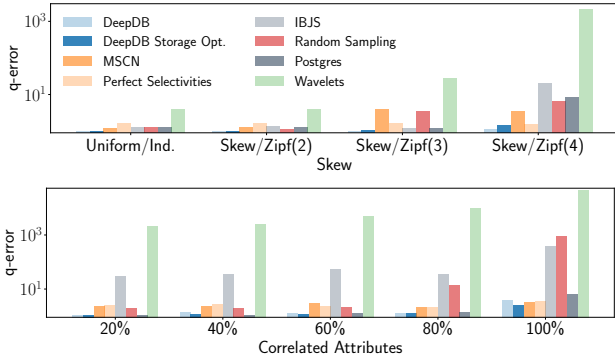 10³
10¹
q-error
DeepDB
DeepDB Storage Opt.
MSCN
Perfect Selectivities
IBJS
Random Sampling
Postgres
Wavelets
Uniform/Ind. Skew/Zipf(2) Skew/Zipf(3) Skew/Zipf(4)
Skew
10³
10¹
q-error
20% 40% 60% 80% 100%
Correlated Attributes